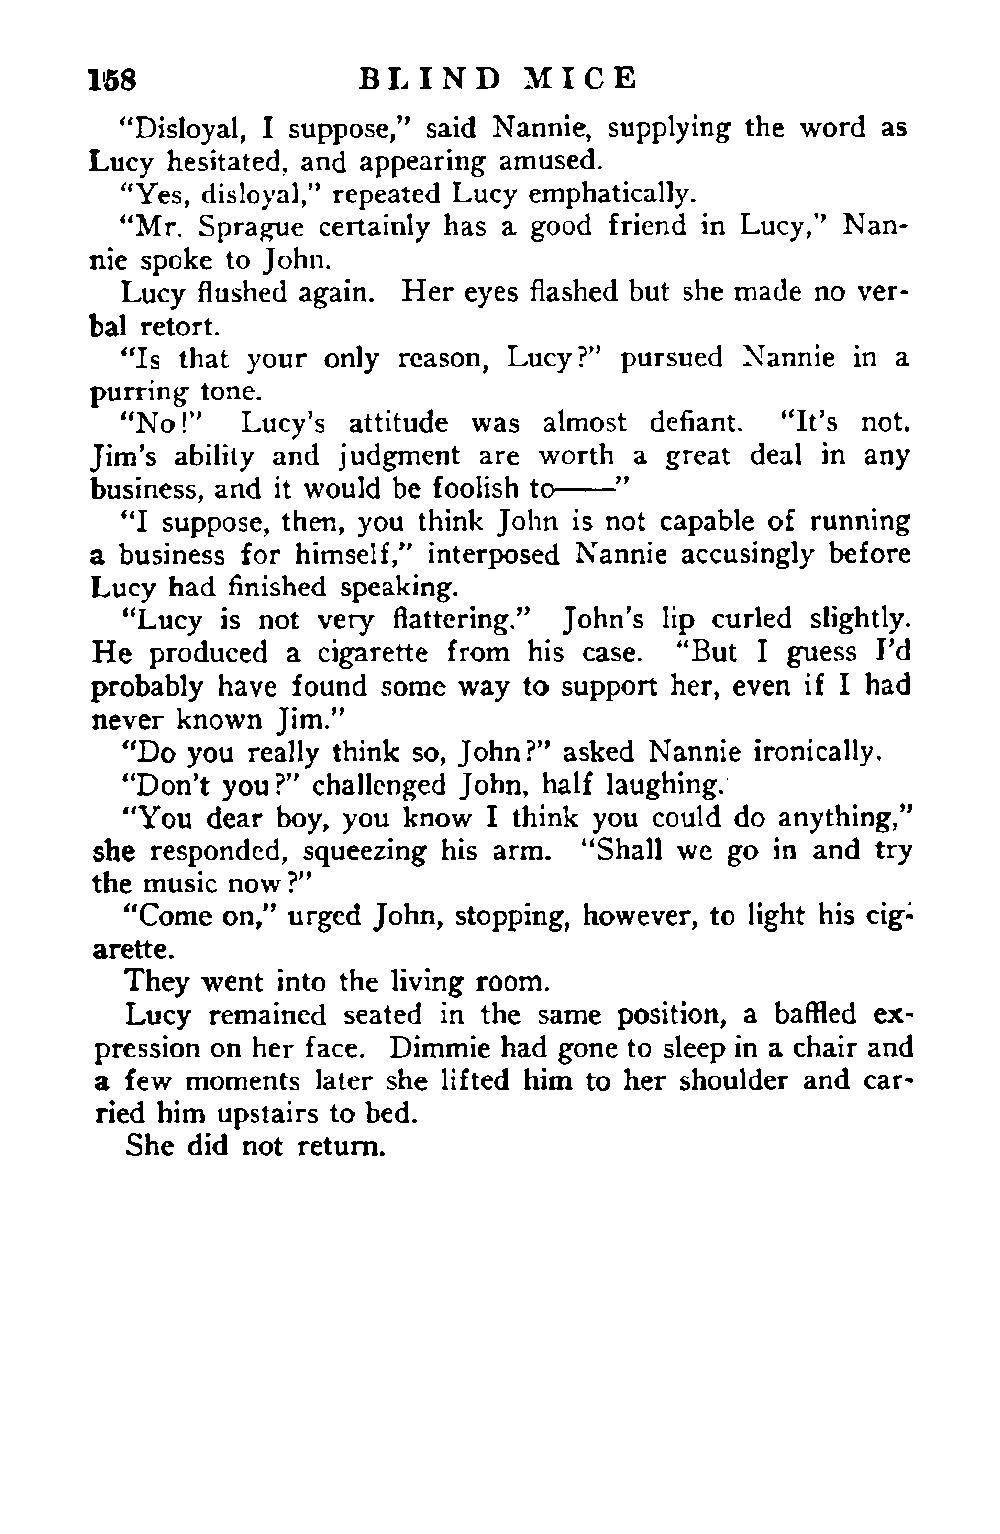 158 BLIND MICE
“Disloyal, I suppose,” said Nannie, supplying the word as
Lucy hesitated, and appearing amused.
“Yes, disloyal,” repeated Lucy emphatically.
“Mr. Sprague certainly has a good friend in Lucy,” Nan-
nie spoke to John.
Lucy flushed again. Her eyes flashed but she made no ver-
bal retort.
“Is that your only reason, Lucy?” pursued Nannie in a
purring tone.
“No!” Lucy’s attitude was almost defiant. “It’s not.
Jim’s ability and judgment are worth a great deal in any
business, and it would be foolish to——”
“I suppose, then, you think John is not capable of running
a business for himself,” interposed Nannie accusingly before
Lucy had finished speaking.
“Lucy is not very flattering.” John’s lip curled slightly.
He produced a cigarette from his case. “But I guess I’d
probably have found some way to support her, even if I had
never known Jim.”
“Do you really think so, John?” asked Nannie ironically.
“Don’t you?” challenged John, half laughing.
“You dear boy, you know I think you could do anything,”
she responded, squeezing his arm. “Shall we go in and try
the music now?”
“Come on,” urged John, stopping, however, to light his cig-
arette.
They went into the living room.
Lucy remained seated in the same position, a baffled ex-
pression on her face. Dimmie had gone to sleep in a chair and
a few moments later she lifted him to her shoulder and car-
ried him upstairs to bed.
She did not return.